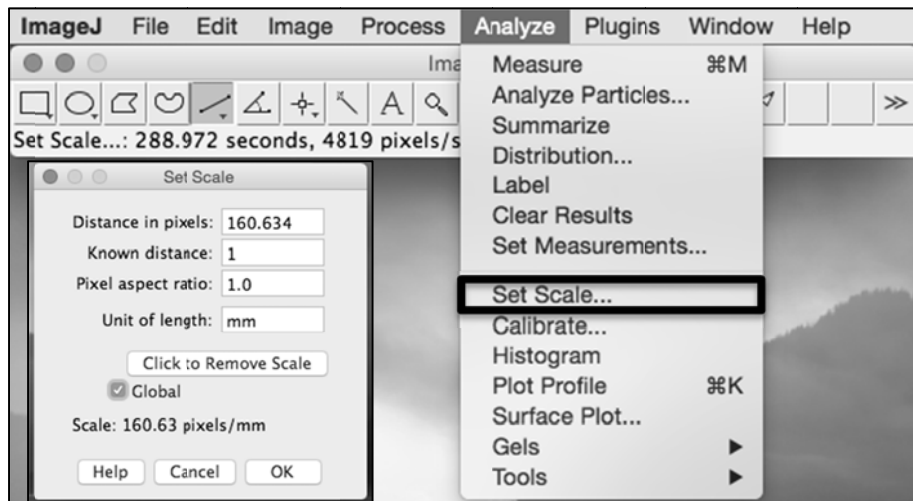 ImageJ File Edit Image Process Analyze Plugins Window Help
Ima
A
Set Scale...: 288.972 seconds, 4819 pixels/s
Set Scale
Distance in pixels: 160.634
Known distance: 1
Pixel aspect ratio: 1.0
Unit of length: mm
Click to Remove Scale
Global
Scale: 160.63 pixels/mm
Help Cancel OK
Measure ⌘M
Analyze Particles...
Summarize
Distribution...
Label
Clear Results
Set Measurements...
Set Scale...
Calibrate...
Histogram
Plot Profile ⌘K
Surface Plot...
Gels
Tools